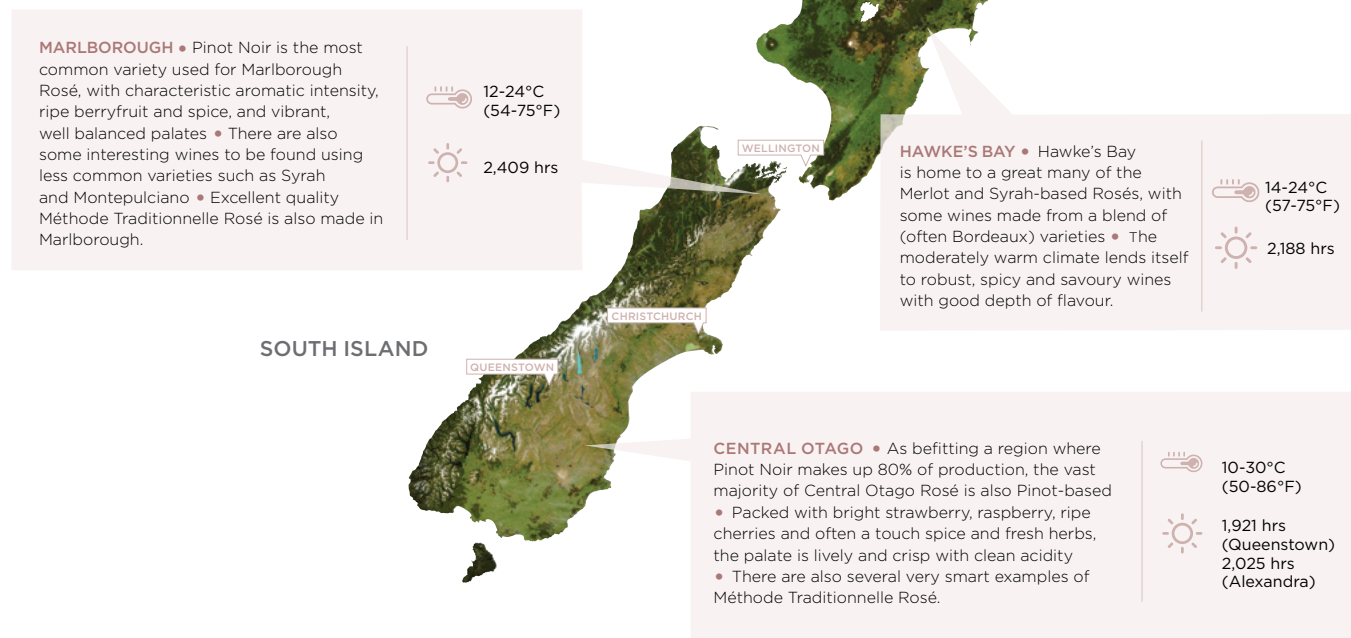 MARLBOROUGH • Pinot Noir is the most
common variety used for Marlborough
Rosé, with characteristic aromatic intensity,
ripe berryfruit and spice, and vibrant,
well balanced palates • There are also
some interesting wines to be found using
less common varieties such as Syrah
and Montepulciano • Excellent quality
Méthode Traditionnelle Rosé is also made in
Marlborough.
12-24°C
(54-75°F)
2,409 hrs
WELLINGTON
HAWKE'S BAY • Hawke's Bay
is home to a great many of the
Merlot and Syrah-based Rosés, with
some wines made from a blend of
(often Bordeaux) varieties • The
moderately warm climate lends itself
to robust, spicy and savoury wines
with good depth of flavour.
14-24°C
(57-75°F)
2,188 hrs
CHRISTCHURCH
SOUTH ISLAND
QUEENSTOWN
CENTRAL OTAGO • As befitting a region where
Pinot Noir makes up 80% of production, the vast
majority of Central Otago Rosé is also Pinot-based
• Packed with bright strawberry, raspberry, ripe
cherries and often a touch spice and fresh herbs,
the palate is lively and crisp with clean acidity
• There are also several very smart examples of
Méthode Traditionnelle Rosé.
10-30°C
(50-86°F)
1,921 hrs
(Queenstown)
2,025 hrs
(Alexandra)